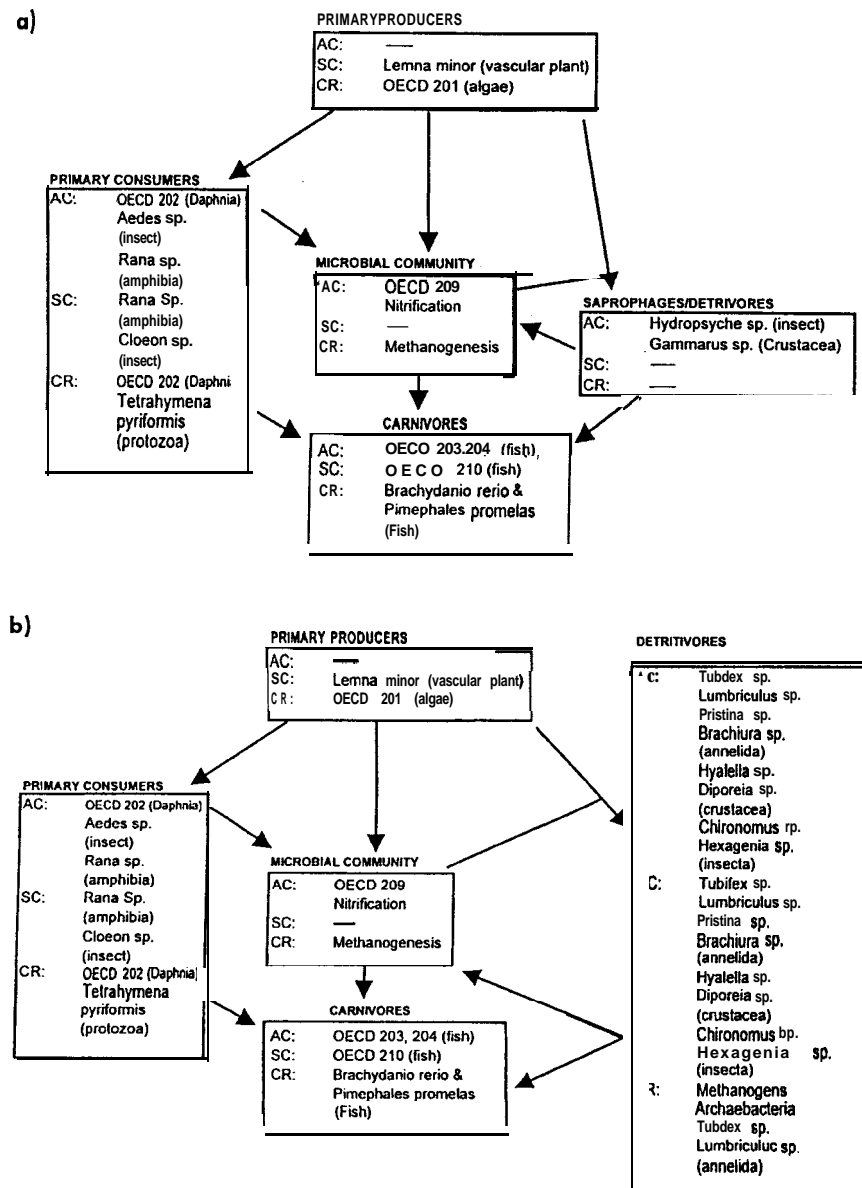 a)
PRIMARYPRODUCERS
AC: —
SC: Lemna minor (vascular plant)
CR: OECD 201 (algae)
PRIMARY CONSUMERS
AC: OECD 202 (Daphnia)
Aedes sp.
(insect)
Rana sp.
(amphibia)
SC: Rana Sp.
(amphibia)
Cloeon sp.
(insect)
CR: OECD 202 (Daphni
Tetrahymena
pyriformis
(protozoa)
MICROBIAL COMMUNITY
AC: OECD 209
Nitrification
SC: —
CR: Methanogenesis
SAPROPHAGES/DETRIVORES
AC: Hydropsyche sp. (insect)
Gammarus sp. (Crustacea)
SC: —
CR: —
CARNIVORES
AC: OECO 203.204 (fish),
SC: OECO 210 (fish)
CR: Brachydanio rerio &
Pimephales promelas
(Fish)
b)
PRIMARY PRODUCERS
AC: —
SC: Lemna minor (vascular plant)
CR: OECD 201 (algae)
PRIMARY CONSUMERS
AC: OECD 202 (Daphnia)
Aedes sp.
(insect)
Rana sp.
(amphibia)
SC: Rana Sp.
(amphibia)
Cloeon sp.
(insect)
CR: OECD 202 (Daphnia)
Tetrahymena
pyriformis
(protozoa)
MICROBIAL COMMUNITY
AC: OECD 209
Nitrification
SC: —
CR: Methanogenesis
CARNIVORES
AC: OECD 203, 204 (fish)
SC: OECD 210 (fish)
CR: Brachydanio rerio &
Pimephales promelas
(Fish)
DETRITIVORES
C: Tubdex sp.
Lumbriculus sp.
Pristina sp.
Brachiura sp.
(annelida)
Hyalella sp.
Diporeia sp.
(crustacea)
Chironomus rp.
Hexagenia sp.
(insecta)
C: Tubifex sp.
Lumbriculus sp.
Pristina sp.
Brachiura sp.
(annelida)
Hyalella sp.
Diporeia sp.
(crustacea)
Chironomus bp.
Hexagenia sp.
(insecta)
R: Methanogens
Archaebacteria
Tubdex sp.
Lumbriculuc sp.
(annelida)